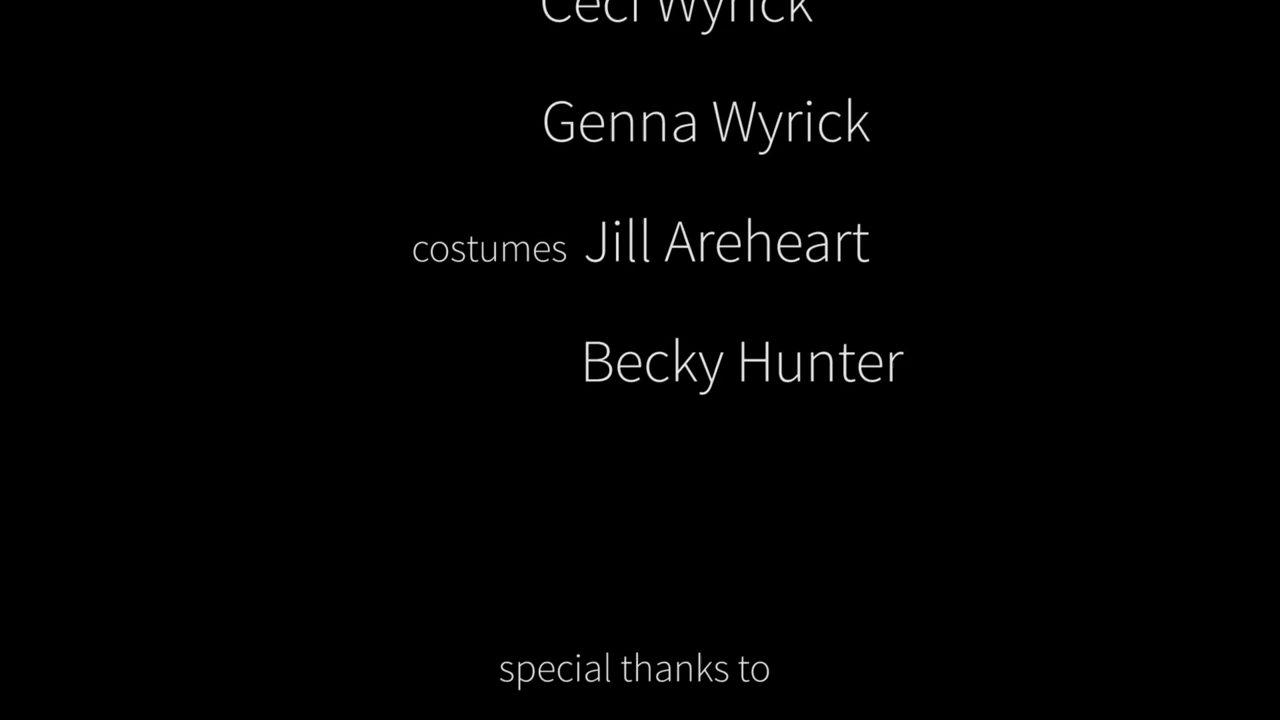 Ceci Wyrick
Genna Wyrick
costumes Jill Areheart
Becky Hunter
special thanks to